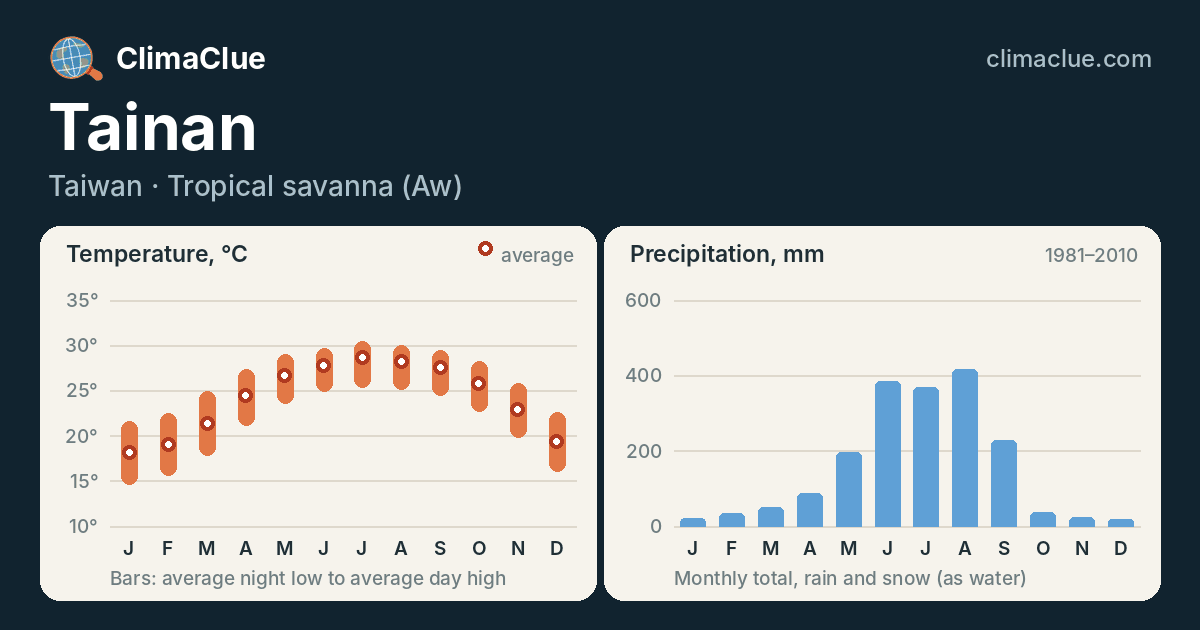 ClimaClue
climaclue.com
Tainan
Taiwan · Tropical savanna (Aw)
Temperature, °C
average
35°
30°
25°
20°
15°
10°
J F M A M J J A S O N D
Bars: average night low to average day high
Precipitation, mm
1981–2010
600
400
200
0
J F M A M J J A S O N D
Monthly total, rain and snow (as water)